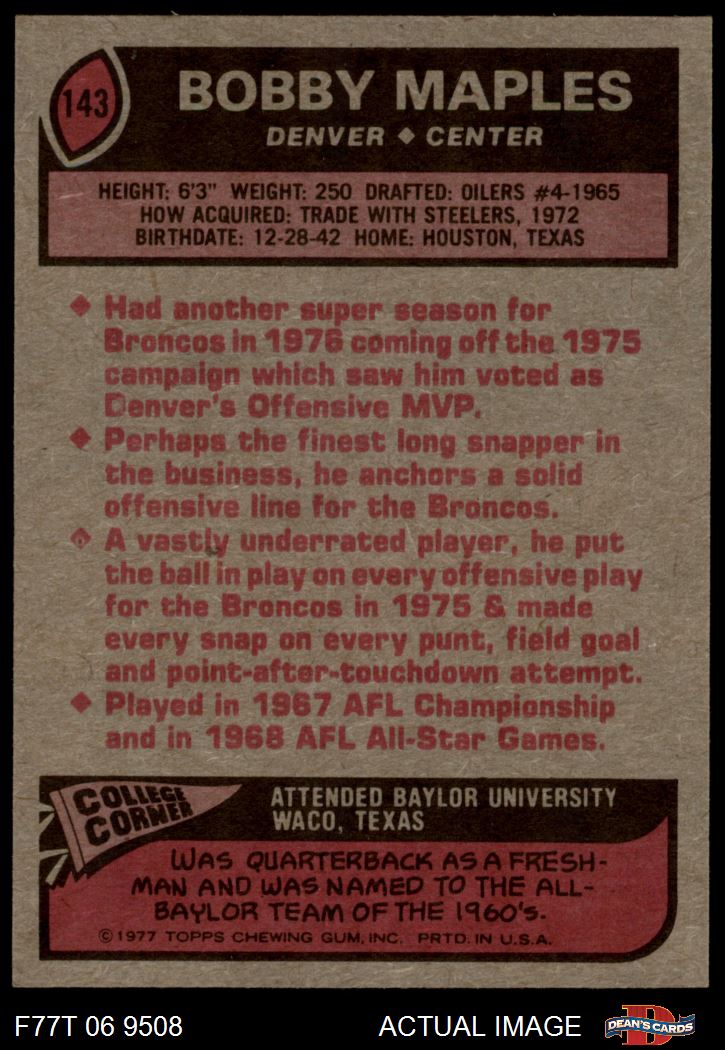 143
BOBBY MAPLES
DENVER ◆ CENTER
HEIGHT: 6'3" WEIGHT: 250 DRAFTED: OILERS #4-1965
HOW ACQUIRED: TRADE WITH STEELERS, 1972
BIRTHDATE: 12-28-42 HOME: HOUSTON, TEXAS
◆ Had another super season for
Broncos in 1976 coming off the 1975
campaign which saw him voted as
Denver's Offensive MVP.
◆ Perhaps the finest long snapper in
the business, he anchors a solid
offensive line for the Broncos.
◆ A vastly underrated player, he put
the ball in play on every offensive play
for the Broncos in 1975 & made
every snap on every punt, field goal
and point-after-touchdown attempt.
◆ Played in 1967 AFL Championship
and in 1968 AFL All-Star Games.
COLLEGE
CORNER
ATTENDED BAYLOR UNIVERSITY
WACO, TEXAS
WAS QUARTERBACK AS A FRESH-
MAN AND WAS NAMED TO THE ALL-
BAYLOR TEAM OF THE 1960's.
©1977 TOPPS CHEWING GUM, INC. PRTD. IN U.S.A.
F77T 06 9508
ACTUAL IMAGE
D
DEAN'S CARDS